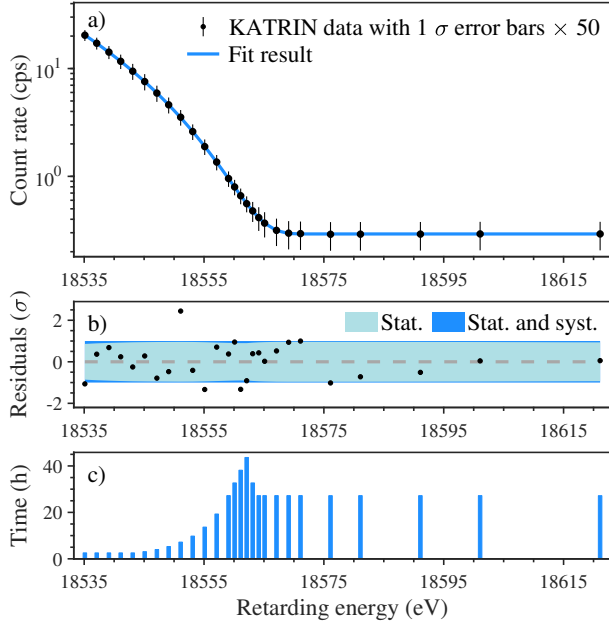 a)
KATRIN data with 1 σ error bars × 50
Fit result
Count rate (cps)
10^1
10^0
18535 18555 18575 18595 18615
b)
Stat. Stat. and syst.
Residuals (σ)
2
0
-2
18535 18555 18575 18595 18615
c)
Time (h)
40
20
0
18535 18555 18575 18595 18615
Retarding energy (eV)